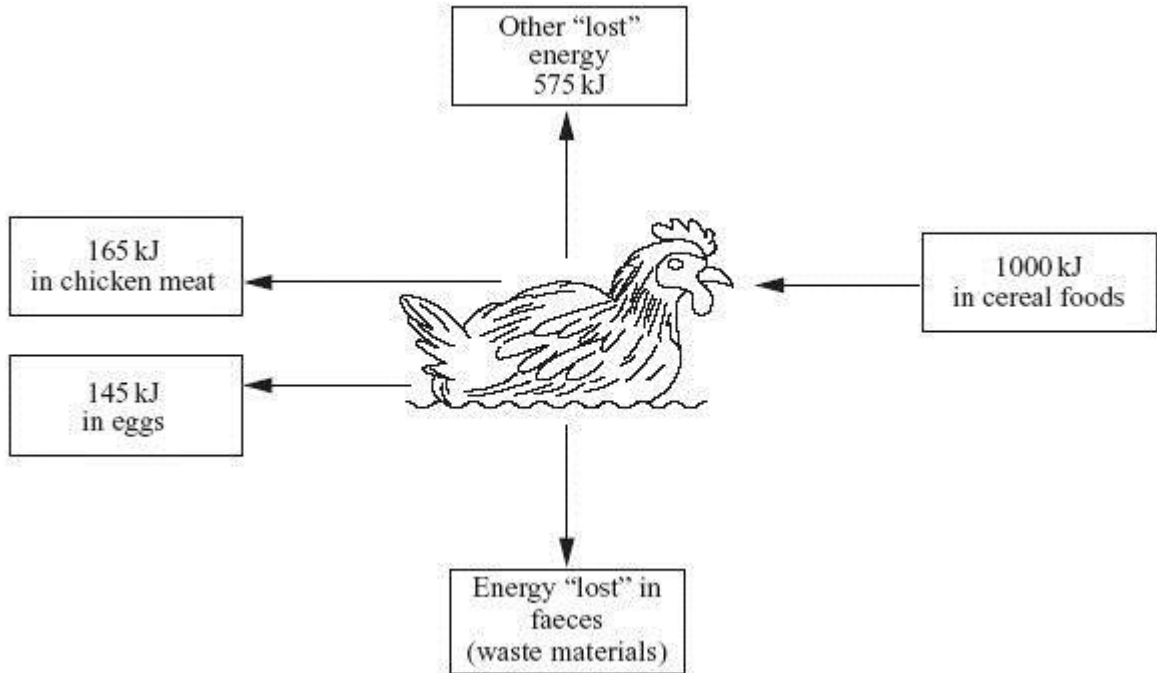 Other “lost”
energy
575 kJ
165 kJ
in chicken meat
1000 kJ
in cereal foods
145 kJ
in eggs
Energy “lost” in
faeces
(waste materials)